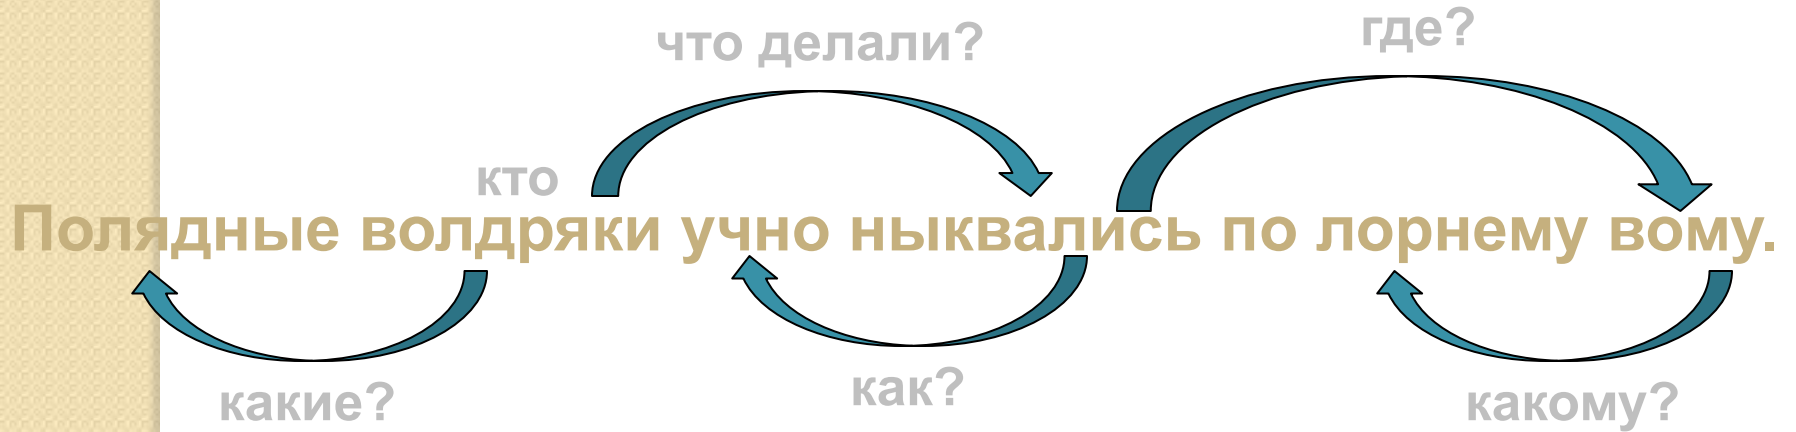 что делали?
где?
кто
Полядные волдряки учно ныквались по лорнему вому.
какие?
как?
какому?